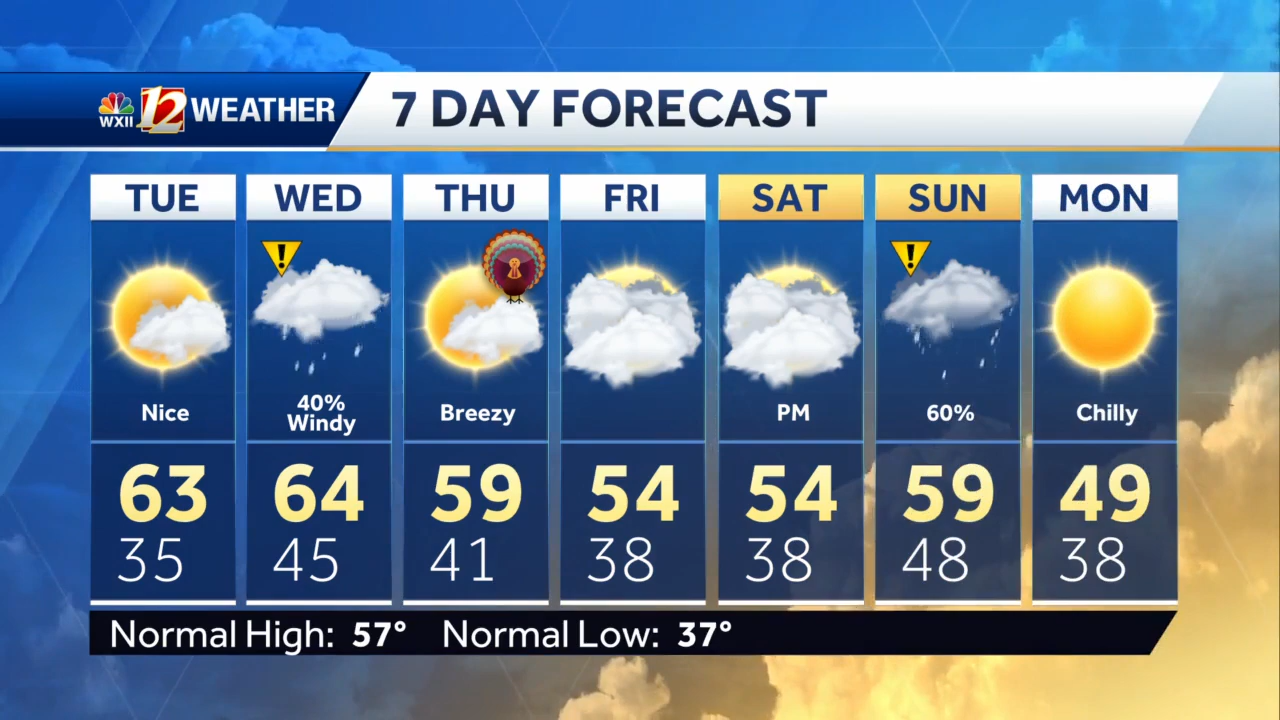 WXII 12 WEATHER
7 DAY FORECAST
TUE WED THU FRI SAT SUN MON
! !
Nice
40%
Windy
Breezy
PM
60%
Chilly
63 64 59 54 54 59 49
35 45 41 38 38 48 38
Normal High: 57° Normal Low: 37°